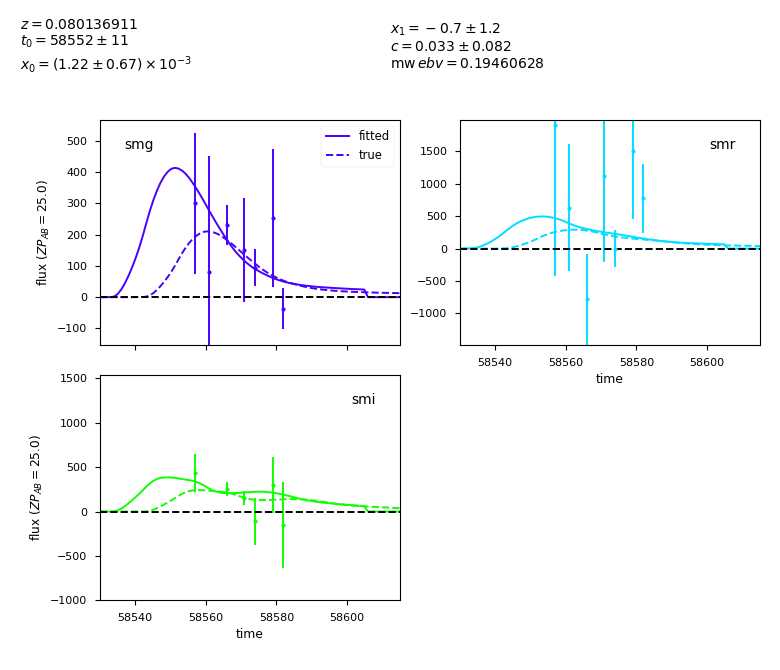 z = 0.080136911
t₀ = 58552 ± 11
x₀ = (1.22 ± 0.67) × 10⁻³
x₁ = −0.7 ± 1.2
c = 0.033 ± 0.082
mw ebv = 0.19460628
smg
fitted
true
500
400
300
200
100
0
−100
flux (ZP_AB = 25.0)
smr
1500
1000
500
0
−500
−1000
58540 58560 58580 58600
time
smi
1500
1000
500
0
−500
−1000
flux (ZP_AB = 25.0)
58540 58560 58580 58600
time